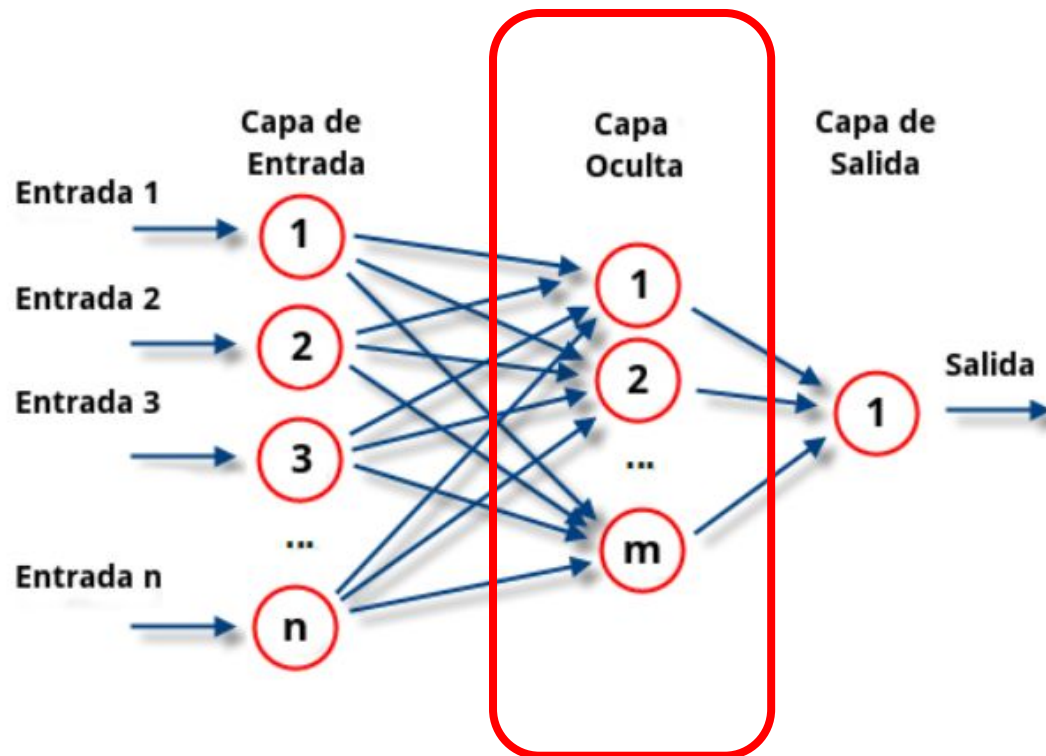 Capa de
Entrada
Capa
Oculta
Capa de
Salida
Entrada 1
1
Entrada 2
2
Entrada 3
3
...
Entrada n
n
1
2
...
m
1
Salida